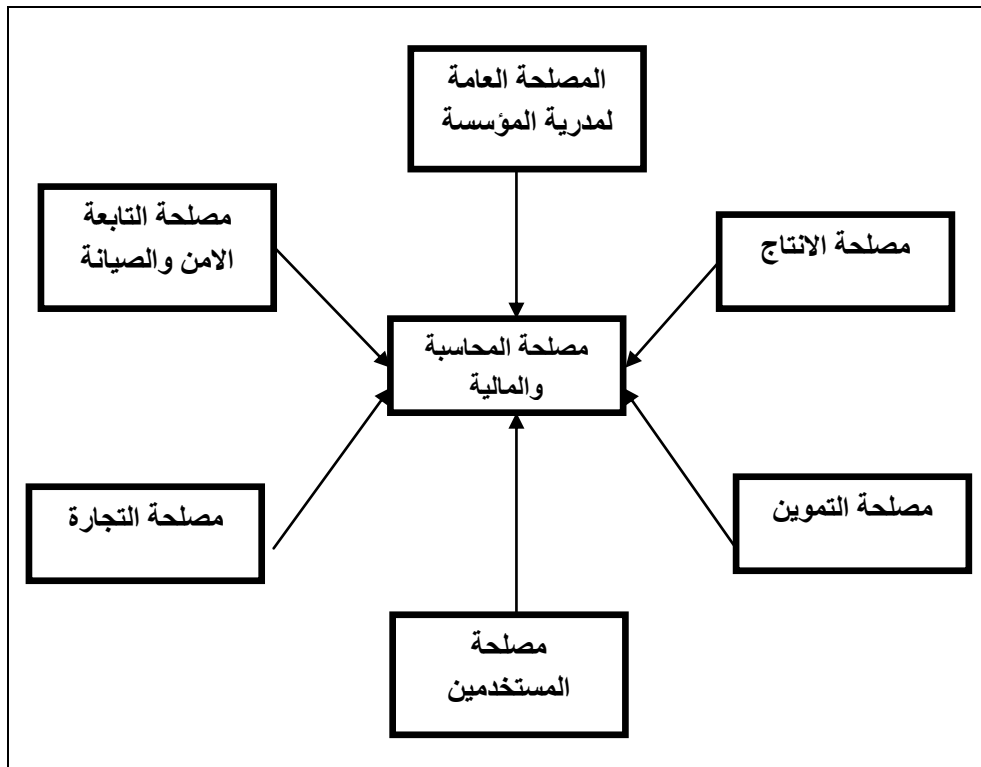 المصلحة العامة
لمدرية المؤسسة
مصلحة التابعة
الامن والصيانة
مصلحة الانتاج
مصلحة المحاسبة
والمالية
مصلحة التجارة
مصلحة التموين
مصلحة
المستخدمين